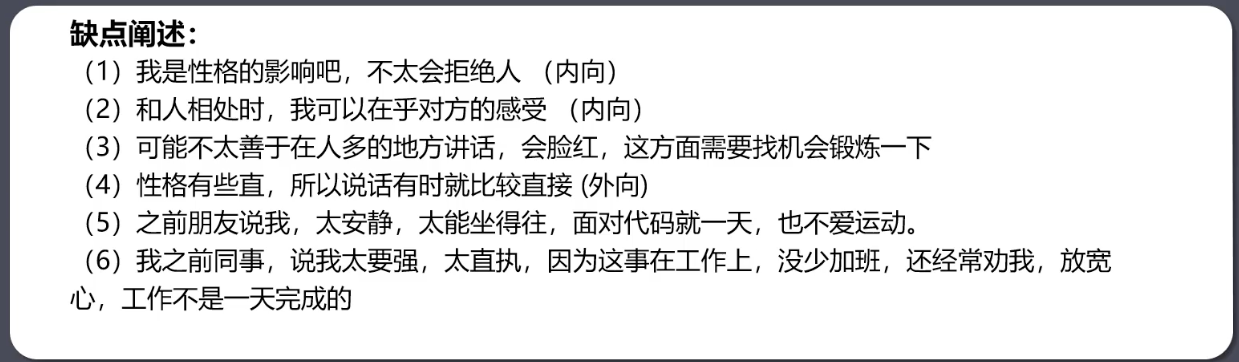 缺点阐述：
（1）我是性格的影响吧，不太会拒绝人 （内向）
（2）和人相处时，我可以在乎对方的感受 （内向）
（3）可能不太善于在人多的地方讲话，会脸红，这方面需要找机会锻炼一下
（4）性格有些直，所以说话有时就比较直接 (外向)
（5）之前朋友说我，太安静，太能坐得往，面对代码就一天，也不爱运动。
（6）我之前同事，说我太要强，太直执，因为这事在工作上，没少加班，还经常劝我，放宽
心，工作不是一天完成的